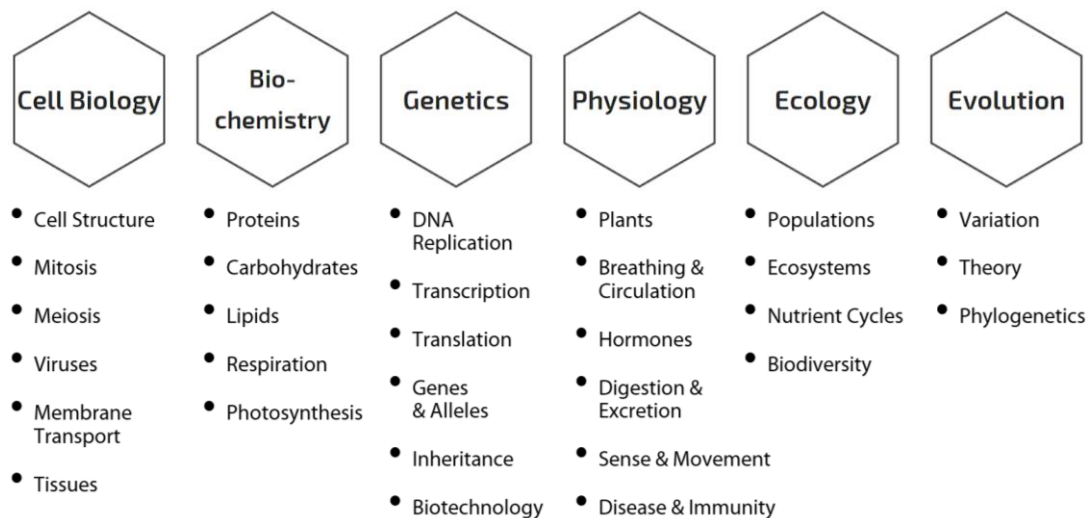 Cell Biology
• Cell Structure
• Mitosis
• Meiosis
• Viruses
• Membrane
Transport
• Tissues
Bio-
chemistry
• Proteins
• Carbohydrates
• Lipids
• Respiration
• Photosynthesis
Genetics
• DNA
Replication
• Transcription
• Translation
• Genes
& Alleles
• Inheritance
• Biotechnology
Physiology
• Plants
• Breathing &
Circulation
• Hormones
• Digestion &
Excretion
• Sense & Movement
• Disease & Immunity
Ecology
• Populations
• Ecosystems
• Nutrient Cycles
• Biodiversity
Evolution
• Variation
• Theory
• Phylogenetics